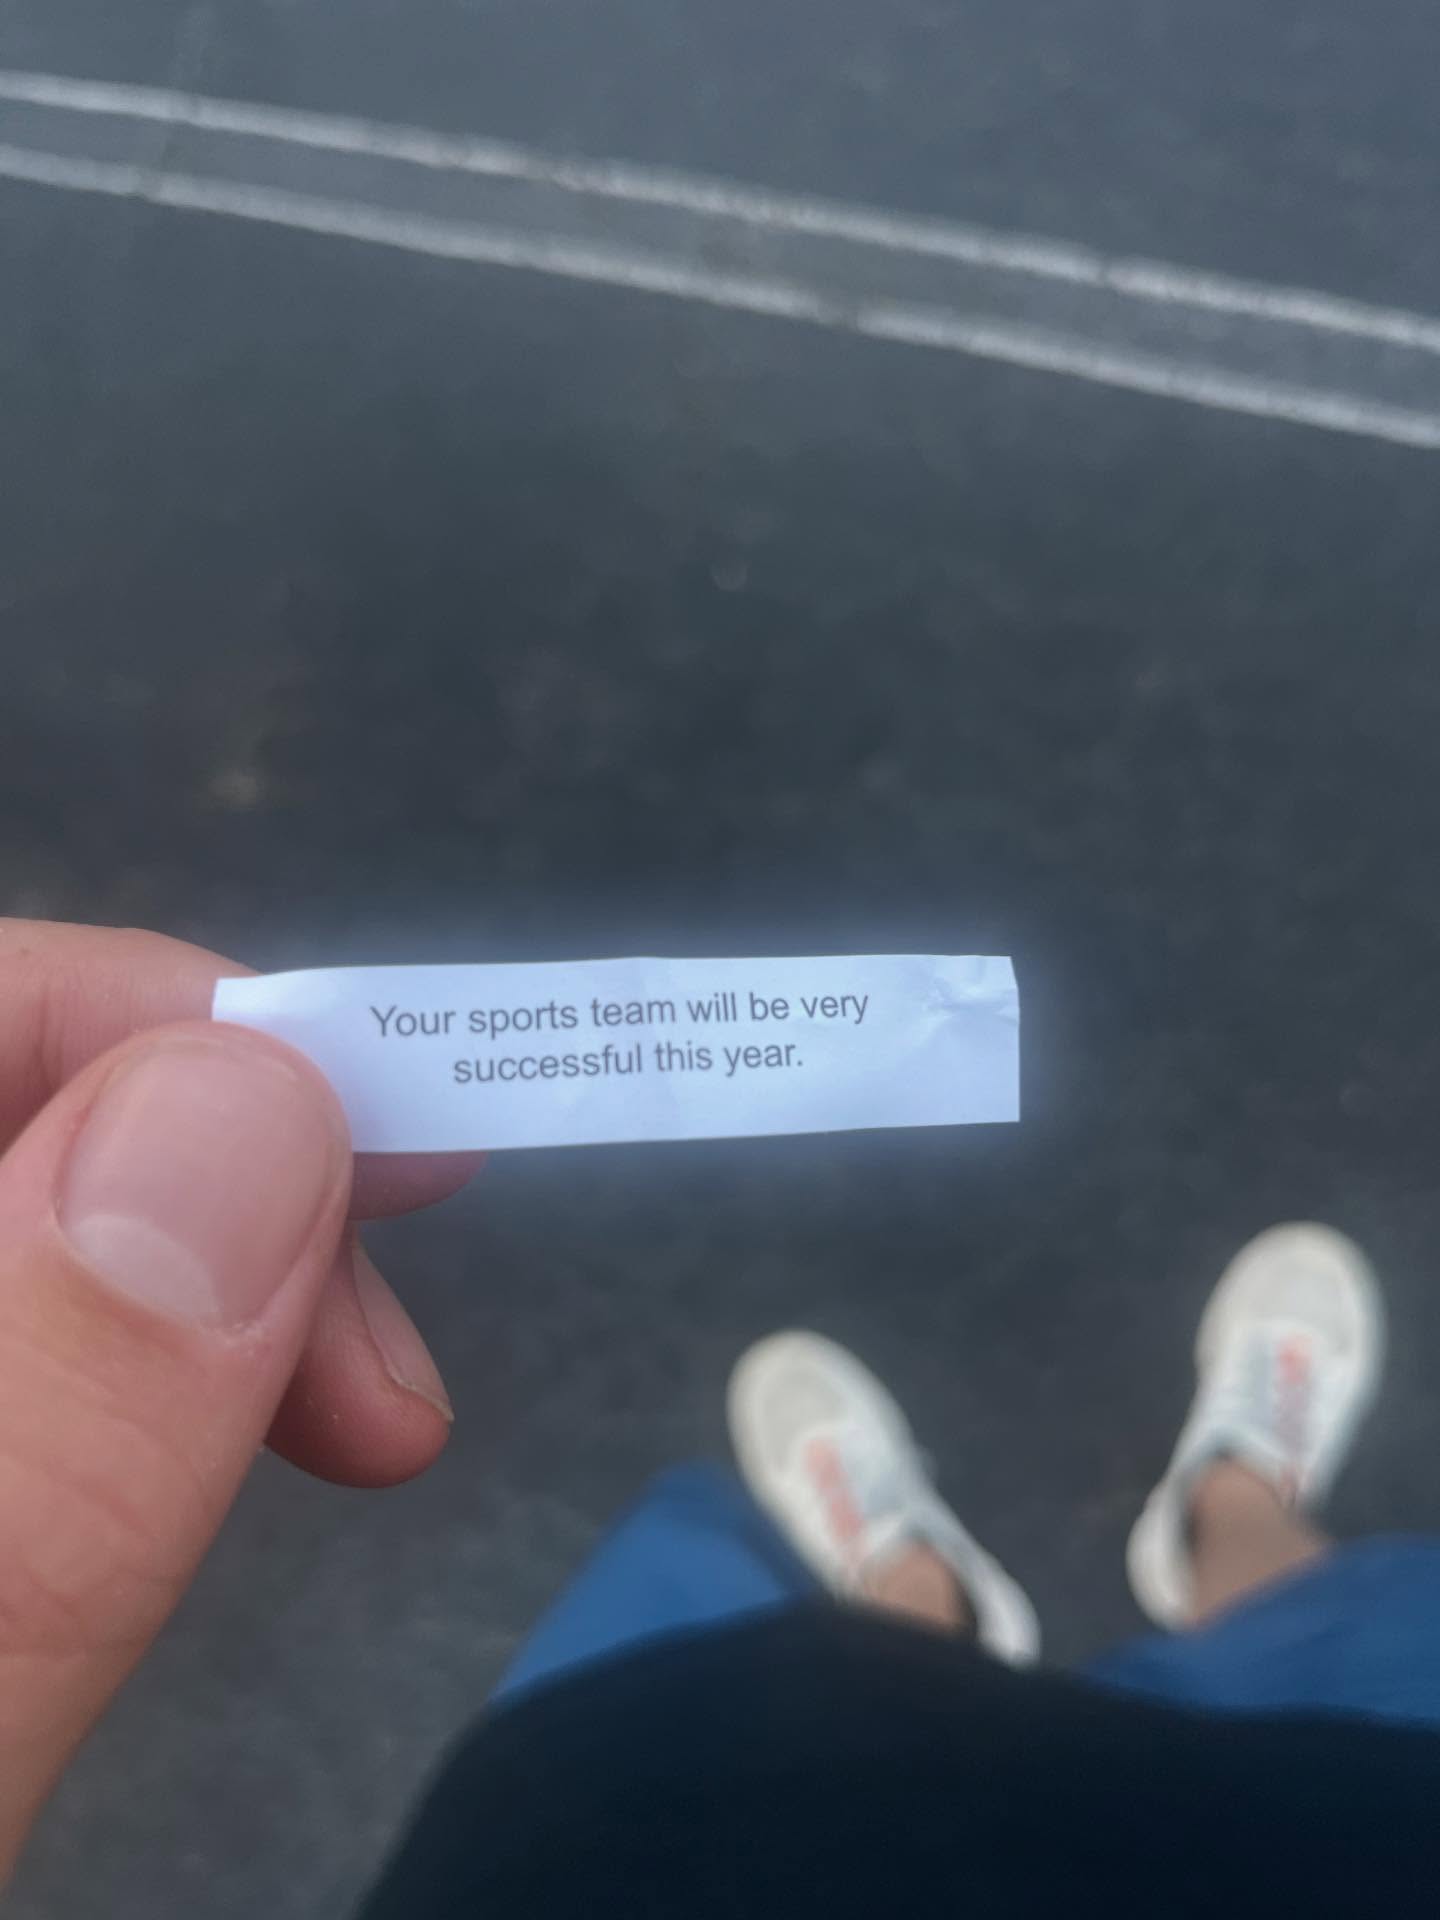 Your sports team will be very
successful this year.